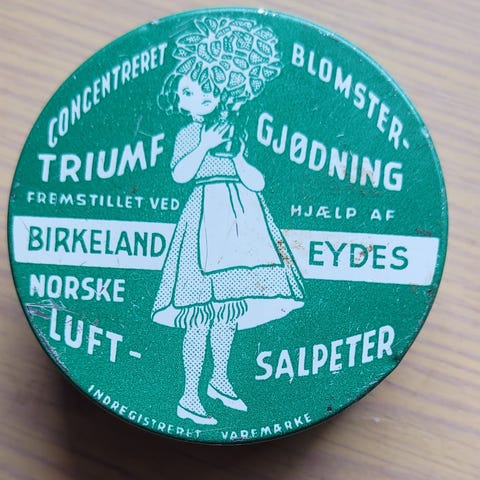 CONCENTRERET BLOMSTER-
TRIUMF GJØDNING
FREMSTILLET VED HJÆLP AF
BIRKELAND EYDES
NORSKE
LUFT- SALPETER
INDREGISTRERET VAREMÆRKE